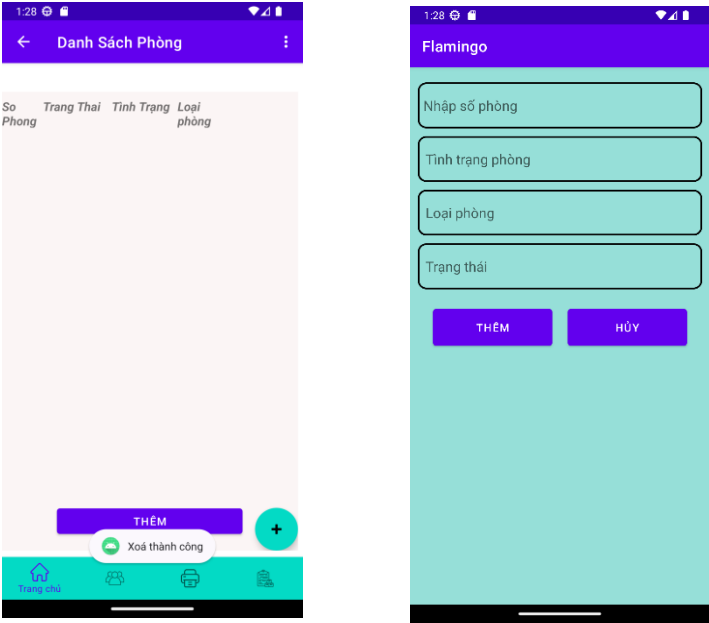 1:28
Danh Sách Phòng
So Phong
Trang Thai
Tình Trạng
Loại phòng
THÊM
Xoá thành công
Trang chủ
1:28
Flamingo
Nhập số phòng
Tình trạng phòng
Loại phòng
Trạng thái
THÊM
HỦY